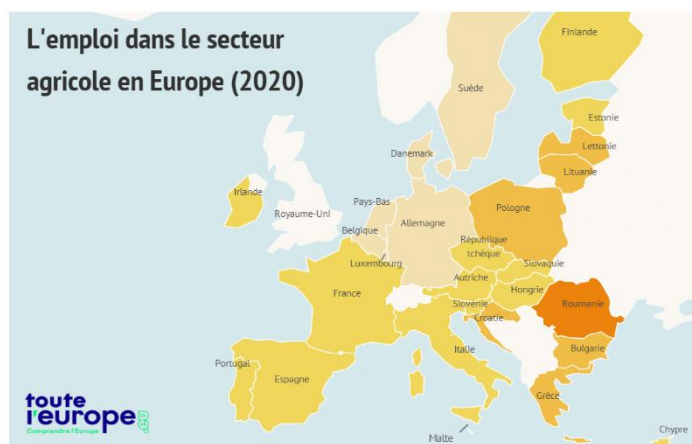 L'emploi dans le secteur
agricole en Europe (2020)
Finlande
Suède
Estonie
Lettonie
Danemark
Lituanie
Irlande
Royaume-Uni
Pays-Bas
Pologne
Allemagne
Belgique
République
tchèque
Luxembourg
Slovaquie
Autriche
Hongrie
France
Slovénie
Roumanie
Croatie
Italie
Bulgarie
Portugal
Espagne
Grèce
toute
l'europe.eu
Comprendre l'Europe
Malte
Chypre